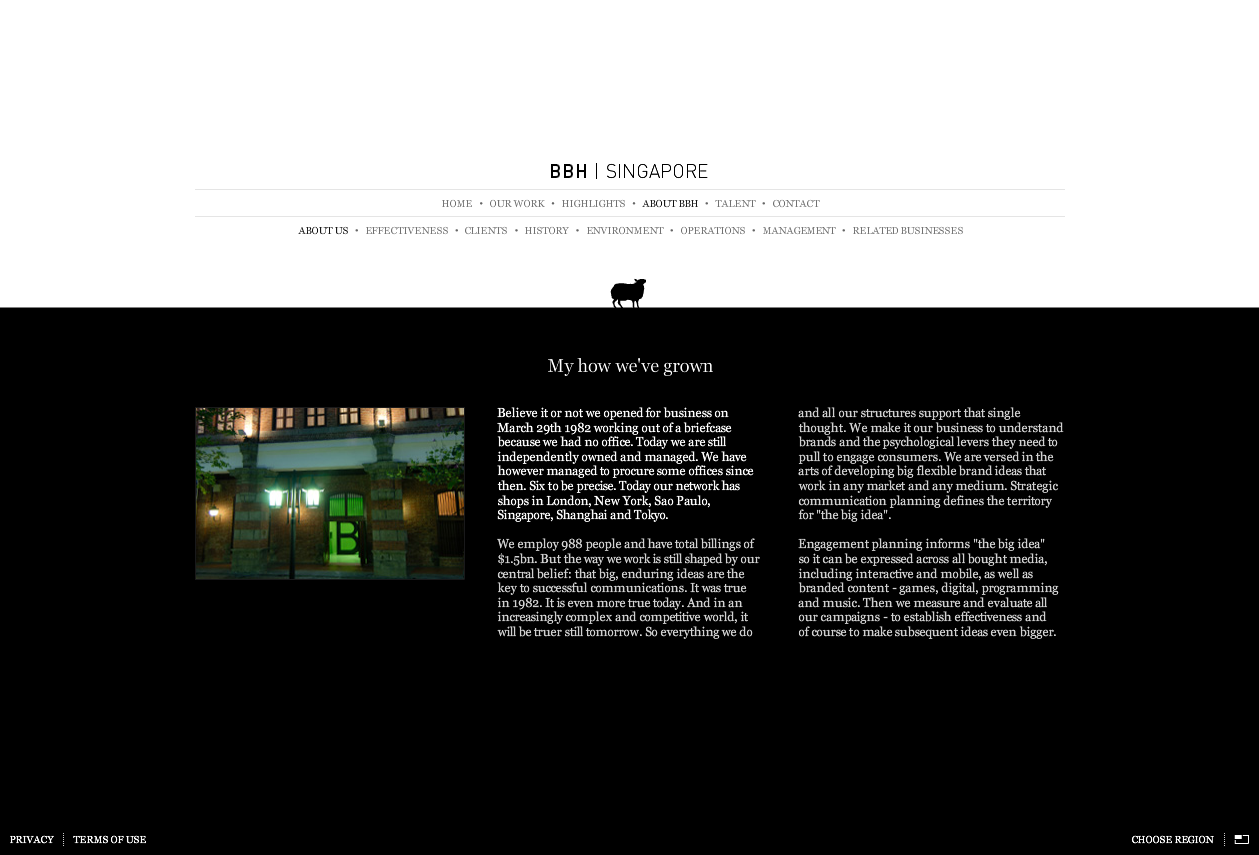 BBH | SINGAPORE
HOME • OUR WORK • HIGHLIGHTS • ABOUT BBH • TALENT • CONTACT
ABOUT US • EFFECTIVENESS • CLIENTS • HISTORY • ENVIRONMENT • OPERATIONS • MANAGEMENT • RELATED BUSINESSES
My how we've grown
B
Believe it or not we opened for business on
March 29th 1982 working out of a briefcase
because we had no office. Today we are still
independently owned and managed. We have
however managed to procure some offices since
then. Six to be precise. Today our network has
shops in London, New York, Sao Paulo,
Singapore, Shanghai and Tokyo.
We employ 988 people and have total billings of
$1.5bn. But the way we work is still shaped by our
central belief: that big, enduring ideas are the
key to successful communications. It was true
in 1982. It is even more true today. And in an
increasingly complex and competitive world, it
will be truer still tomorrow. So everything we do
and all our structures support that single
thought. We make it our business to understand
brands and the psychological levers they need to
pull to engage consumers. We are versed in the
arts of developing big flexible brand ideas that
work in any market and any medium. Strategic
communication planning defines the territory
for "the big idea".
Engagement planning informs "the big idea"
so it can be expressed across all bought media,
including interactive and mobile, as well as
branded content - games, digital, programming
and music. Then we measure and evaluate all
our campaigns - to establish effectiveness and
of course to make subsequent ideas even bigger.
PRIVACY
TERMS OF USE
CHOOSE REGION